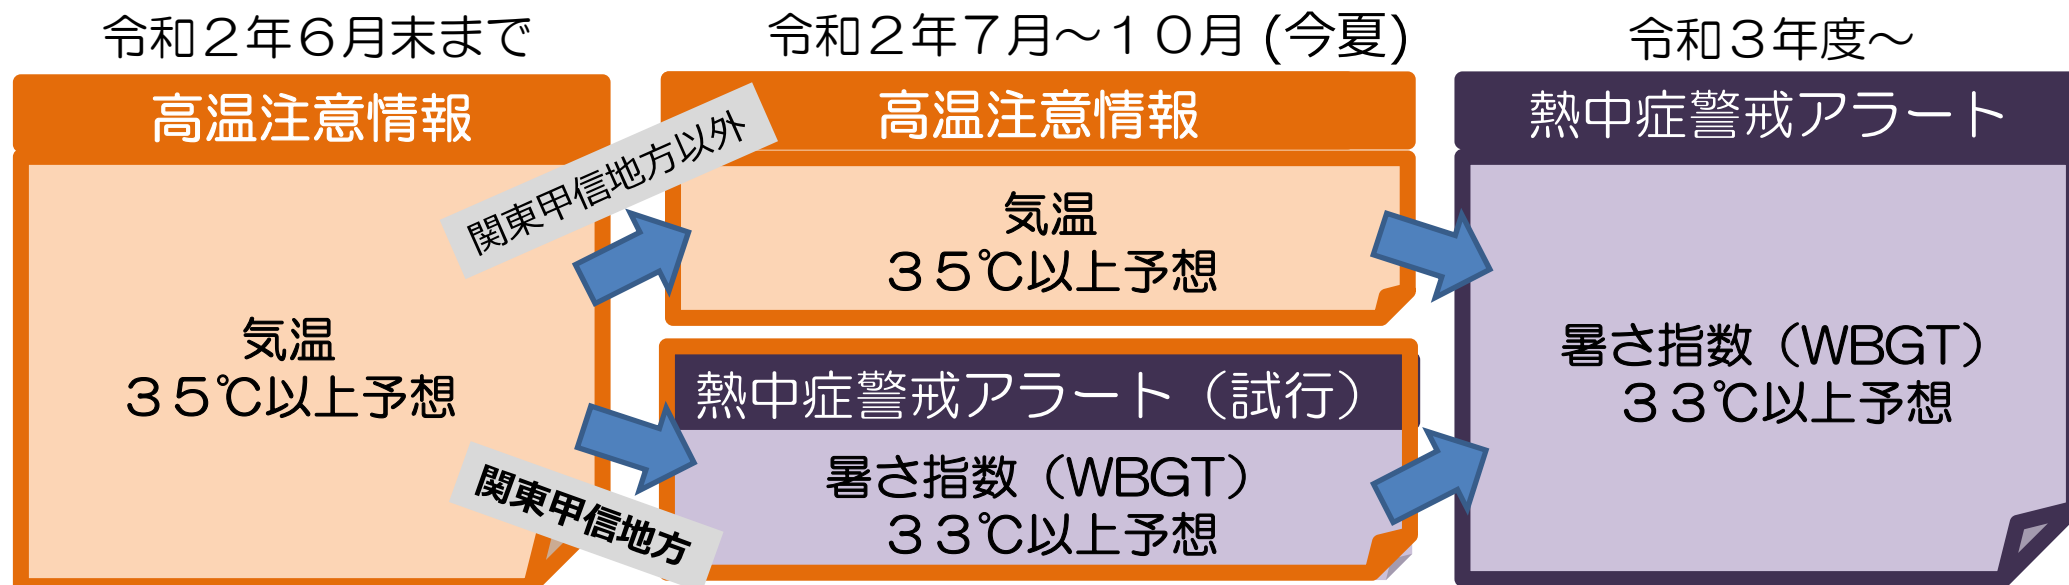 令和２年６月末まで
高温注意情報
気温
３５℃以上予想
関東甲信地方以外
関東甲信地方
令和２年７月～１０月 (今夏)
高温注意情報
気温
３５℃以上予想
熱中症警戒アラート（試行）
暑さ指数（WBGT）
３３℃以上予想
令和３年度～
熱中症警戒アラート
暑さ指数（WBGT）
３３℃以上予想